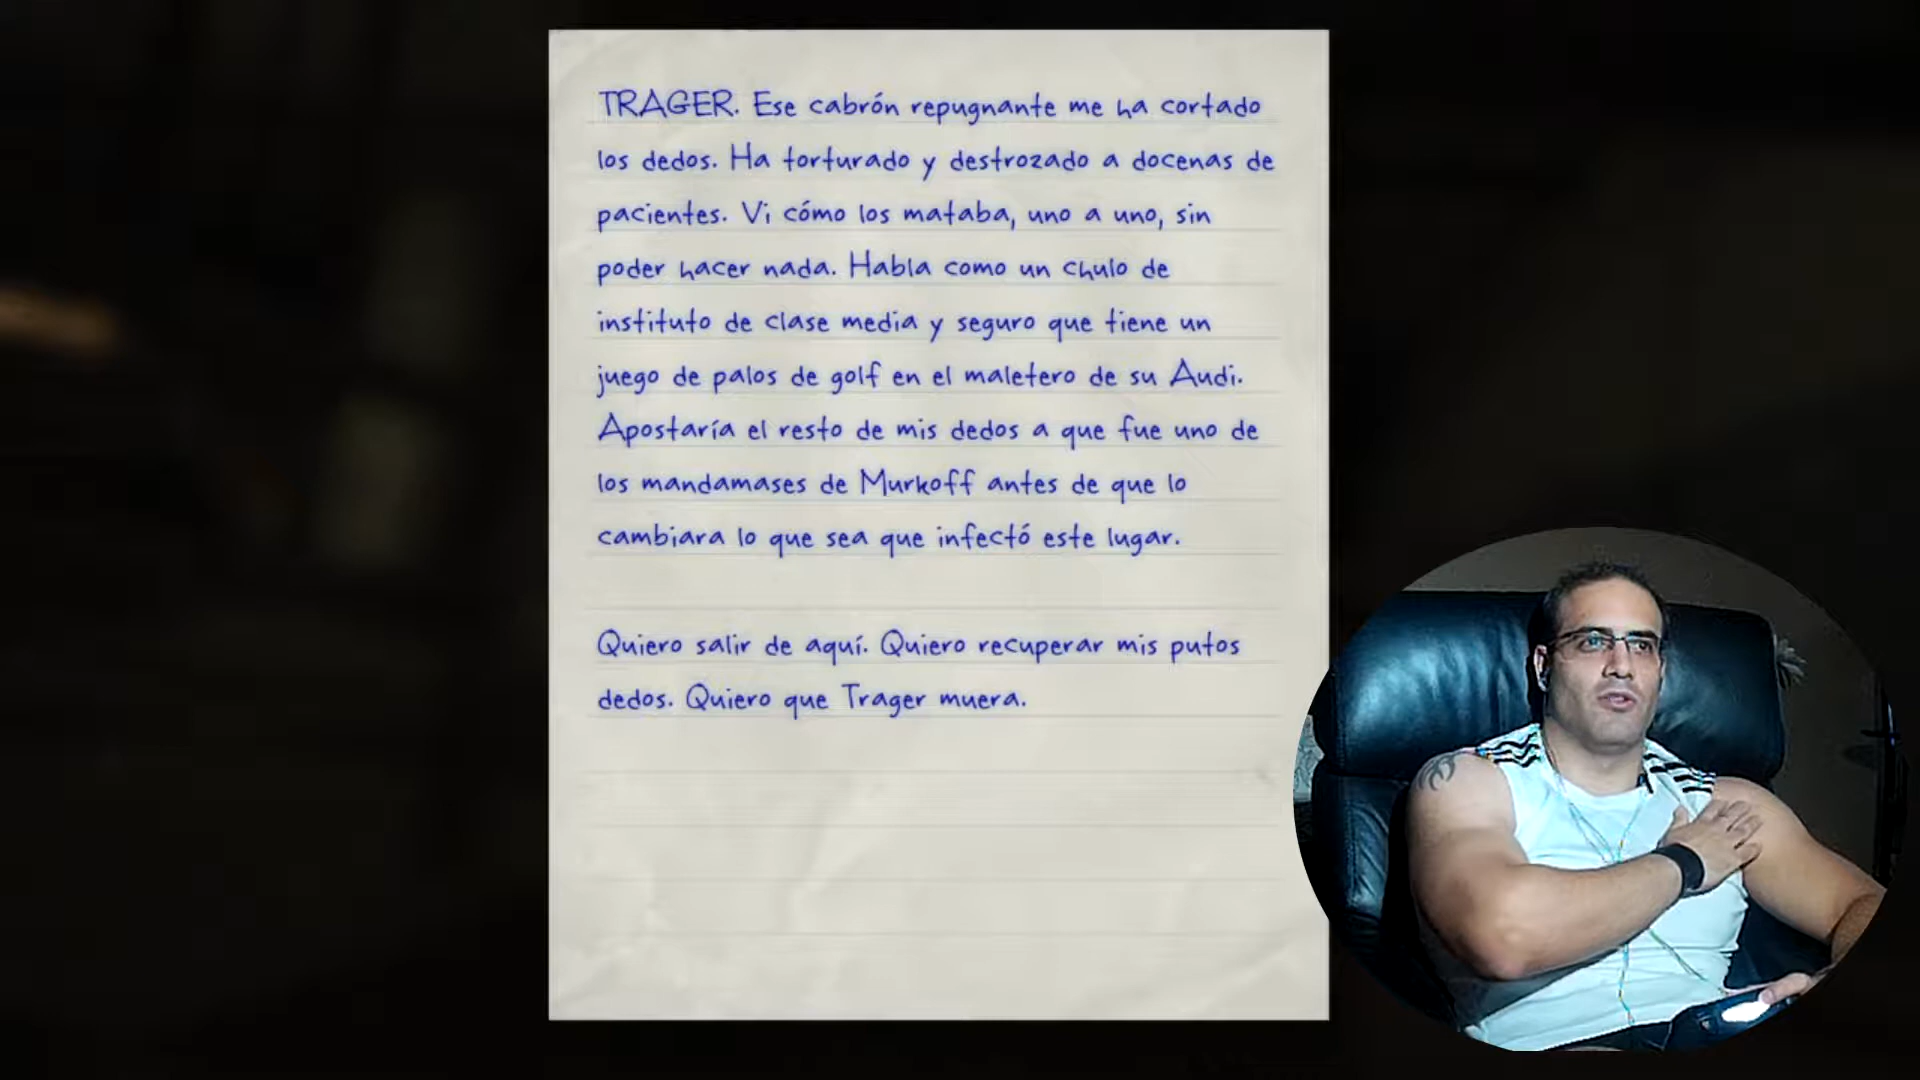 TRAGER. Ese cabrón repugnante me ha cortado
los dedos. Ha torturado y destrozado a docenas de
pacientes. Vi cómo los mataba, uno a uno, sin
poder hacer nada. Habla como un chulo de
instituto de clase media y seguro que tiene un
juego de palos de golf en el maletero de su Audi.
Apostaría el resto de mis dedos a que fue uno de
los mandamases de Murkoff antes de que lo
cambiara lo que sea que infectó este lugar.
Quiero salir de aquí. Quiero recuperar mis putos
dedos. Quiero que Trager muera.